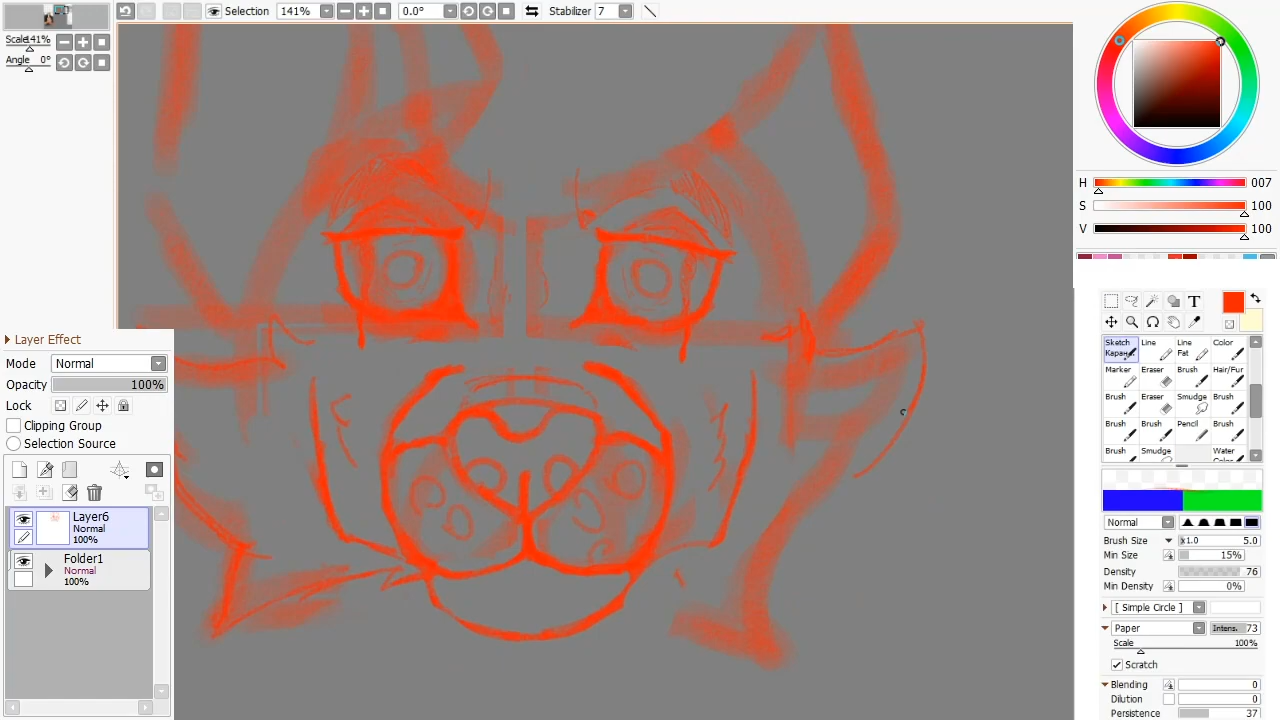 Selection 141% 0.0° Stabilizer 7
Scale 141%
Angle 0°
H 007
S 100
V 100
T
Layer Effect
Mode Normal
Opacity 100%
Lock
Clipping Group
Selection Source
Layer6
Normal
100%
Folder1
Normal
100%
Sketch Line Line Color
Каран Fat
Marker Eraser Brush Hair/Fur
Brush Eraser Smudge Brush
Brush Brush Pencil Brush
Brush Smudge Water
Normal
Brush Size x1.0 5.0
Min Size 15%
Density 76
Min Density 0%
[ Simple Circle ]
Paper Intens. 73
Scale 100%
Scratch
Blending 0
Dilution 0
Persistence 37